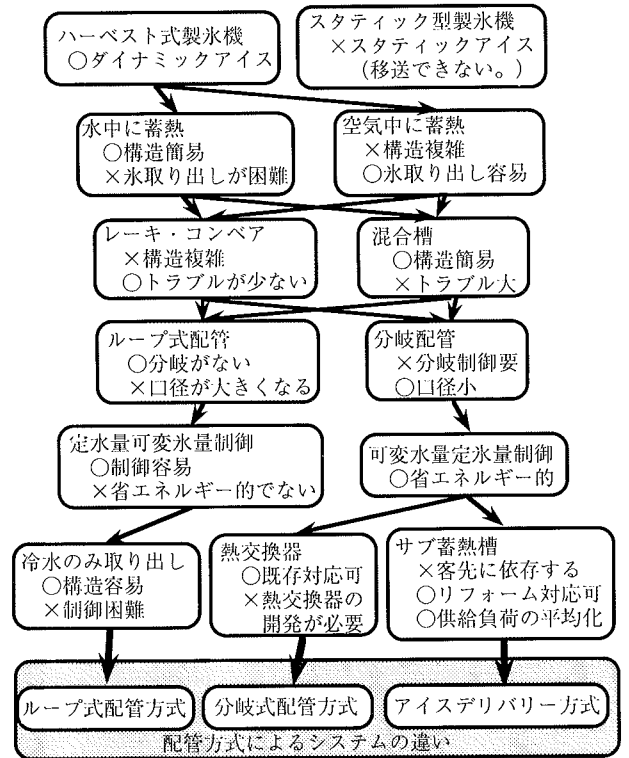 ハーベスト式製氷機
○ダイナミックアイス
スタティック型製氷機
×スタティックアイス
(移送できない。)
水中に蓄熱
○構造簡易
×氷取り出しが困難
空気中に蓄熱
×構造複雑
○氷取り出し容易
レーキ・コンベア
×構造複雑
○トラブルが少ない
混合槽
○構造簡易
×トラブル大
ループ式配管
○分岐がない
×口径が大きくなる
分岐配管
×分岐制御要
○口径小
定水量可変氷量制御
○制御容易
×省エネルギー的でない
可変水量定氷量制御
○省エネルギー的
冷水のみ取り出し
○構造容易
×制御困難
熱交換器
○既存対応可
×熱交換器の
開発が必要
サブ蓄熱槽
×客先に依存する
○リフォーム対応可
○供給負荷の平均化
ループ式配管方式
分岐式配管方式
アイスデリバリー方式
配管方式によるシステムの違い